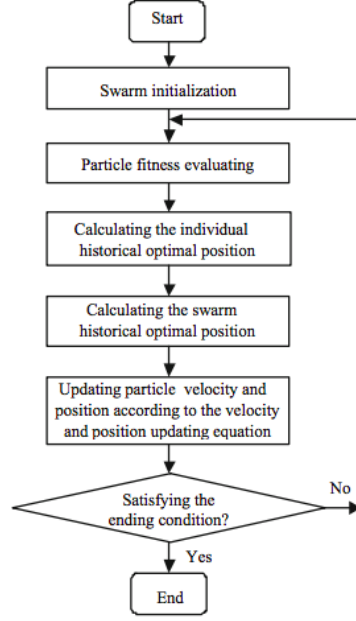 Start
Swarm initialization
Particle fitness evaluating
Calculating the individual
historical optimal position
Calculating the swarm
historical optimal position
Updating particle velocity and
position according to the velocity
and position updating equation
Satisfying the
ending condition?
No
Yes
End